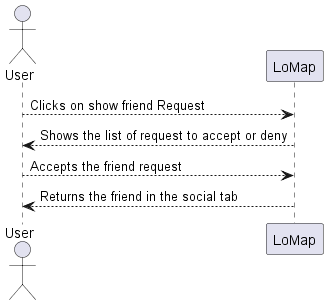 User
LoMap
Clicks on show friend Request
Shows the list of request to accept or deny
Accepts the friend request
Returns the friend in the social tab
User
LoMap